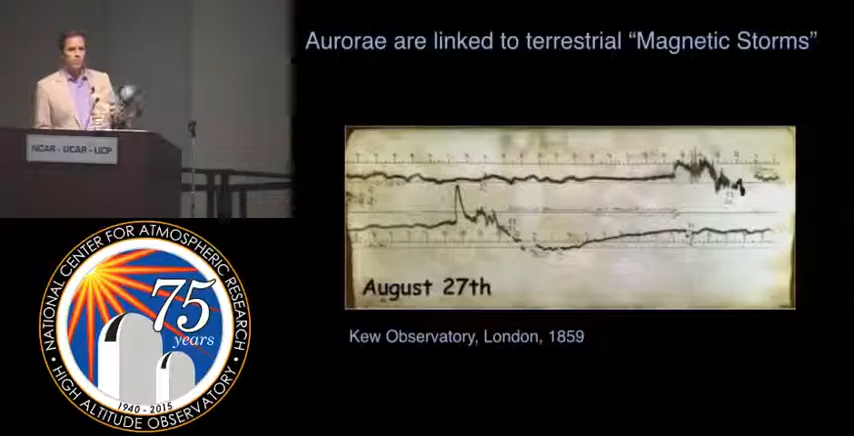 Aurorae are linked to terrestrial “Magnetic Storms”
NCAR - UCAR - UCP
August 27th
Kew Observatory, London, 1859
NATIONAL CENTER FOR ATMOSPHERIC RESEARCH
75
years
1940 - 2015
HIGH ALTITUDE OBSERVATORY